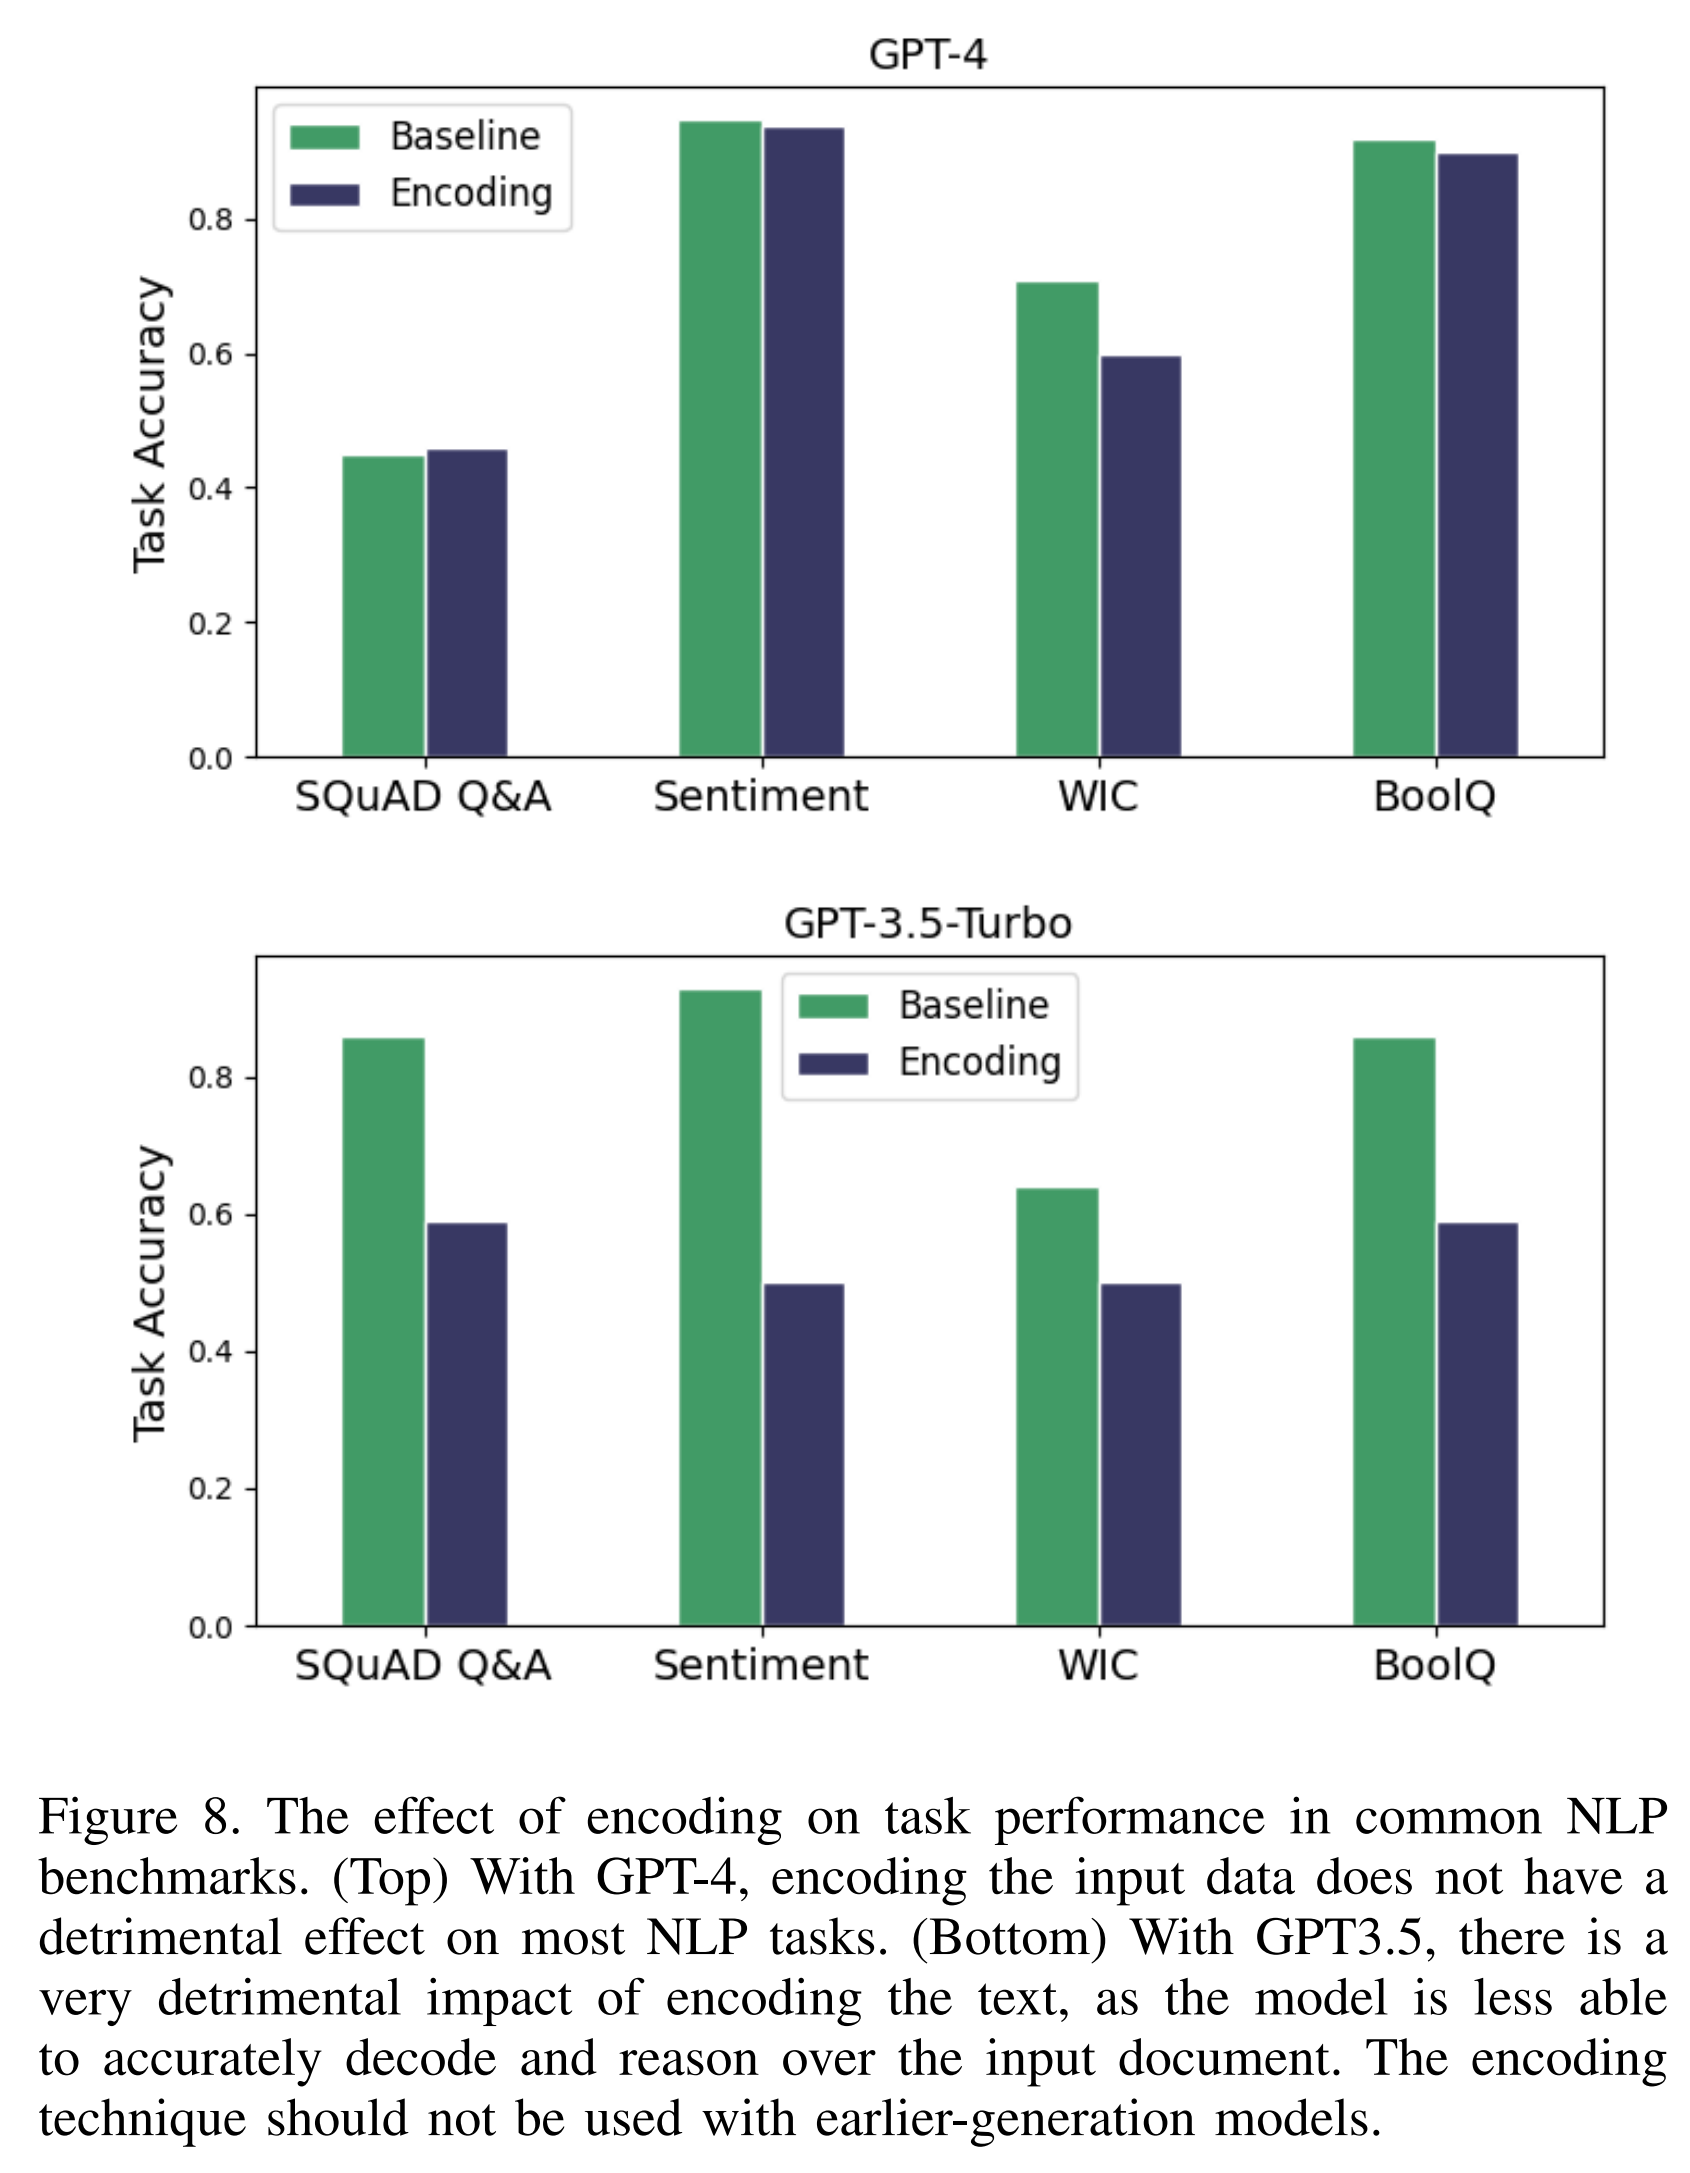 GPT-4
Baseline
Encoding
Task Accuracy
0.8
0.6
0.4
0.2
0.0
SQuAD Q&A Sentiment WIC BoolQ
GPT-3.5-Turbo
Baseline
Encoding
Task Accuracy
0.8
0.6
0.4
0.2
0.0
SQuAD Q&A Sentiment WIC BoolQ
Figure 8. The effect of encoding on task performance in common NLP
benchmarks. (Top) With GPT-4, encoding the input data does not have a
detrimental effect on most NLP tasks. (Bottom) With GPT3.5, there is a
very detrimental impact of encoding the text, as the model is less able
to accurately decode and reason over the input document. The encoding
technique should not be used with earlier-generation models.